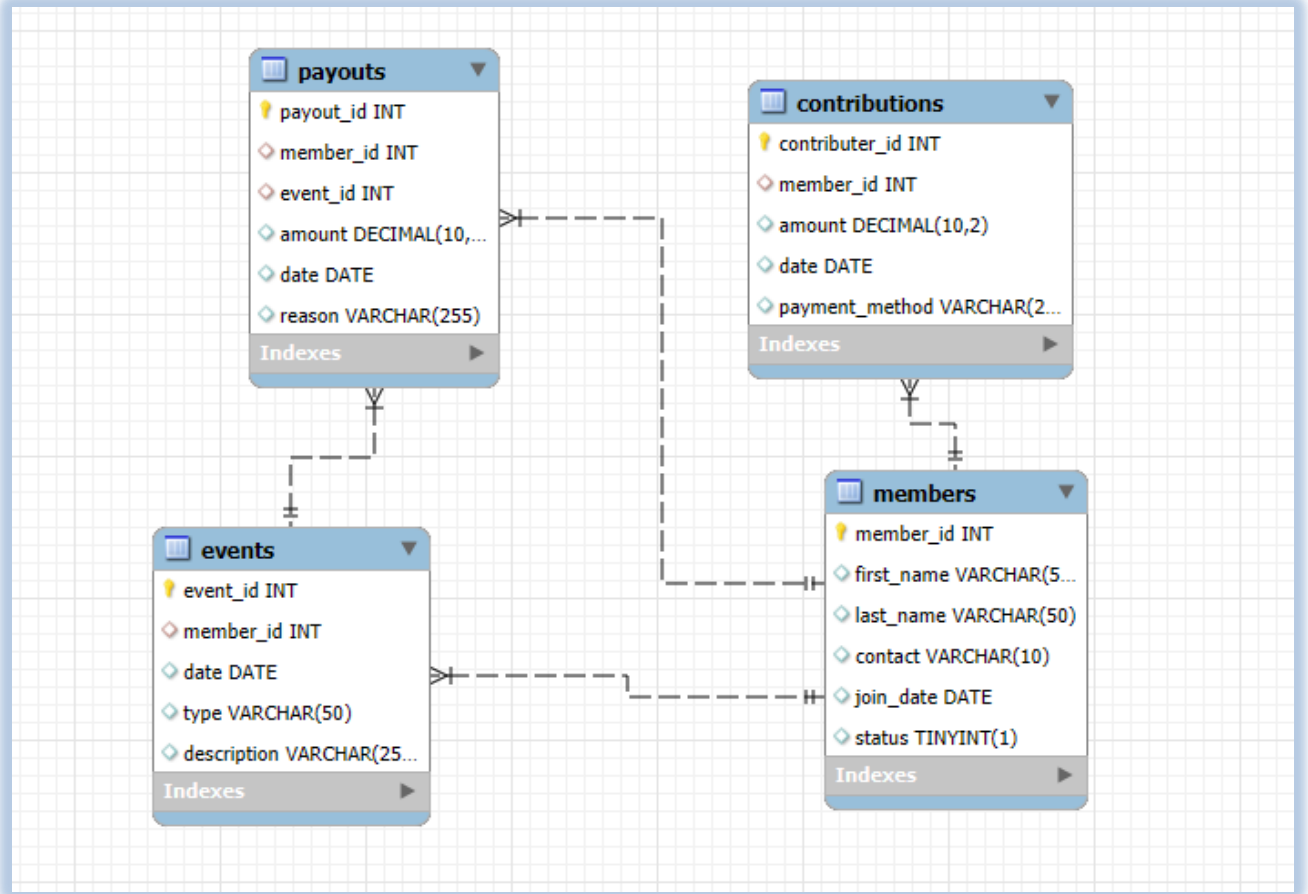 payouts
payout_id INT
member_id INT
event_id INT
amount DECIMAL(10,...
date DATE
reason VARCHAR(255)
Indexes
contributions
contributer_id INT
member_id INT
amount DECIMAL(10,2)
date DATE
payment_method VARCHAR(2...
Indexes
events
event_id INT
member_id INT
date DATE
type VARCHAR(50)
description VARCHAR(25...
Indexes
members
member_id INT
first_name VARCHAR(5...
last_name VARCHAR(50)
contact VARCHAR(10)
join_date DATE
status TINYINT(1)
Indexes